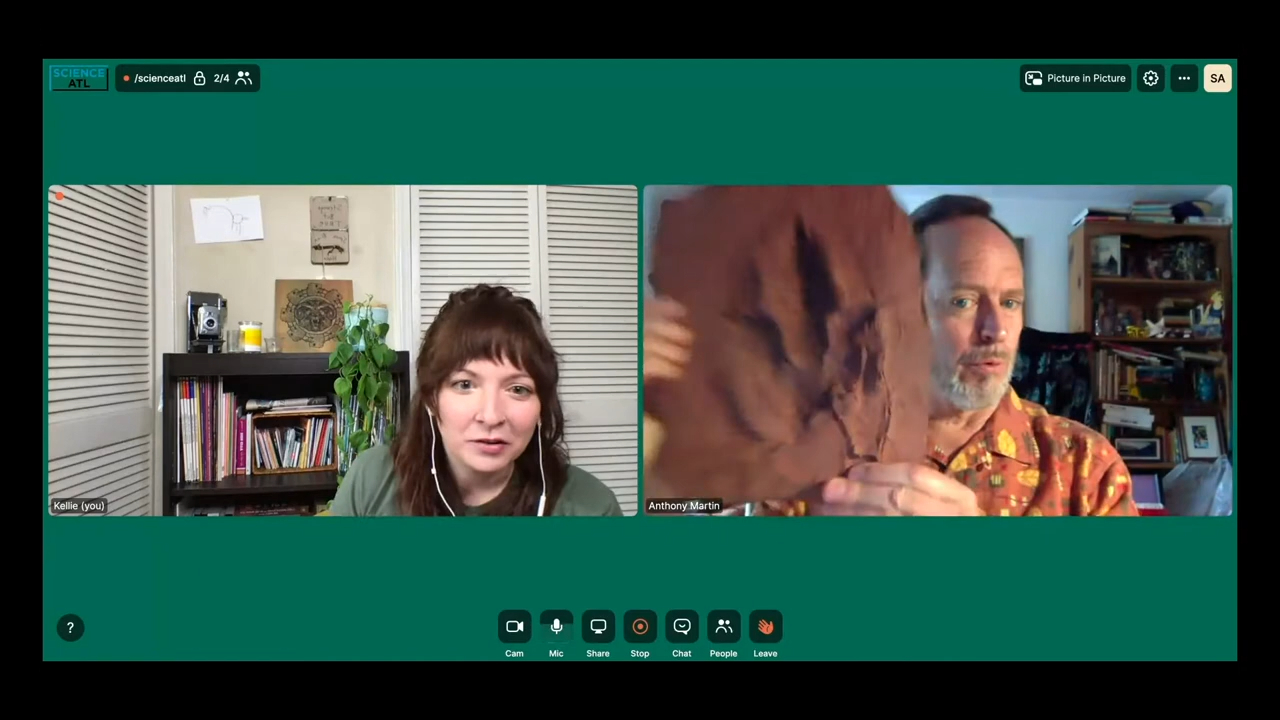 SCIENCE
ATL
/scienceatl 2/4
Picture in Picture
SA
Kellie (you)
Anthony Martin
?
Cam
Mic
Share
Stop
Chat
People
Leave